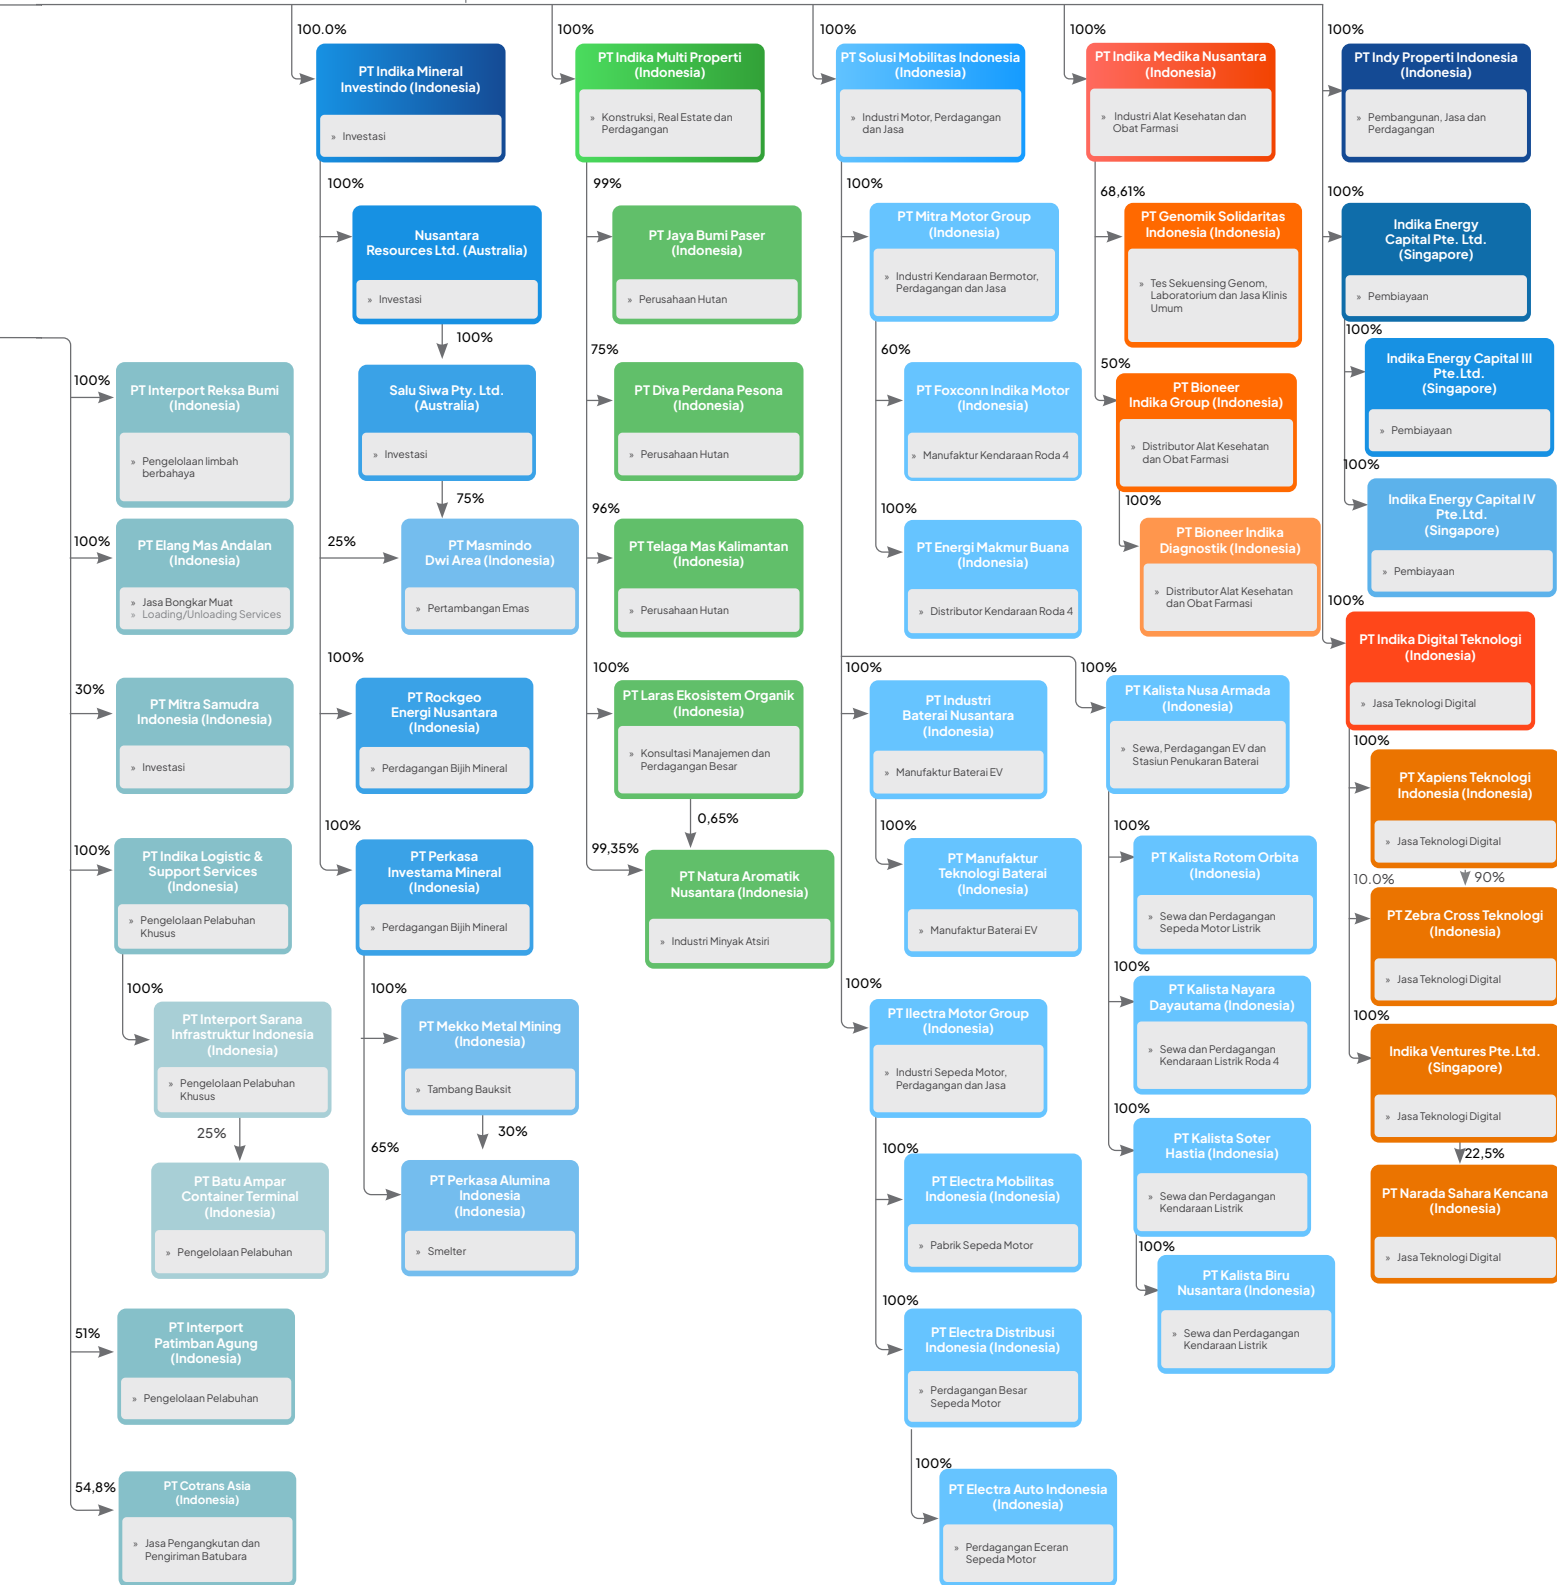 100.0%
PT Indika Mineral
Investindo (Indonesia)
» Investasi
100%
Nusantara
Resources Ltd. (Australia)
» Investasi
100%
Salu Siwa Pty. Ltd.
(Australia)
» Investasi
75%
25%
PT Masmindo
Dwi Area (Indonesia)
» Pertambangan Emas
100%
PT Rockgeo
Energi Nusantara
(Indonesia)
» Perdagangan Bijih Mineral
100%
PT Perkasa
Investama Mineral
(Indonesia)
» Perdagangan Bijih Mineral
100%
PT Mekko Metal Mining
(Indonesia)
» Tambang Bauksit
30%
65%
PT Perkasa Alumina
Indonesia
(Indonesia)
» Smelter
100%
PT Interport Reksa Bumi
(Indonesia)
» Pengelolaan limbah
berbahaya
100%
PT Elang Mas Andalan
(Indonesia)
» Jasa Bongkar Muat
» Loading/Unloading Services
30%
PT Mitra Samudra
Indonesia (Indonesia)
» Investasi
100%
PT Indika Logistic &
Support Services
(Indonesia)
» Pengelolaan Pelabuhan
Khusus
100%
PT Interport Sarana
Infrastruktur Indonesia
(Indonesia)
» Pengelolaan Pelabuhan
Khusus
25%
PT Batu Ampar
Container Terminal
(Indonesia)
» Pengelolaan Pelabuhan
51%
PT Interport
Patimban Agung
(Indonesia)
» Pengelolaan Pelabuhan
54,8%
PT Cotrans Asia
(Indonesia)
» Jasa Pengangkutan dan
Pengiriman Batubara
100%
PT Indika Multi Properti
(Indonesia)
» Konstruksi, Real Estate dan
Perdagangan
99%
PT Jaya Bumi Paser
(Indonesia)
» Perusahaan Hutan
75%
PT Diva Perdana Pesona
(Indonesia)
» Perusahaan Hutan
96%
PT Telaga Mas Kalimantan
(Indonesia)
» Perusahaan Hutan
100%
PT Laras Ekosistem Organik
(Indonesia)
» Konsultasi Manajemen dan
Perdagangan Besar
0,65%
99,35%
PT Natura Aromatik
Nusantara (Indonesia)
» Industri Minyak Atsiri
100%
PT Solusi Mobilitas Indonesia
(Indonesia)
» Industri Motor, Perdagangan
dan Jasa
100%
PT Mitra Motor Group
(Indonesia)
» Industri Kendaraan Bermotor,
Perdagangan dan Jasa
60%
PT Foxconn Indika Motor
(Indonesia)
» Manufaktur Kendaraan Roda 4
100%
PT Energi Makmur Buana
(Indonesia)
» Distributor Kendaraan Roda 4
100%
PT Industri
Baterai Nusantara
(Indonesia)
» Manufaktur Baterai EV
100%
PT Manufaktur
Teknologi Baterai
(Indonesia)
» Manufaktur Baterai EV
100%
PT Ilectra Motor Group
(Indonesia)
» Industri Sepeda Motor,
Perdagangan dan Jasa
100%
PT Electra Mobilitas
Indonesia (Indonesia)
» Pabrik Sepeda Motor
100%
PT Electra Distribusi
Indonesia (Indonesia)
» Perdagangan Besar
Sepeda Motor
100%
PT Electra Auto Indonesia
(Indonesia)
» Perdagangan Eceran
Sepeda Motor
100%
PT Kalista Nusa Armada
(Indonesia)
» Sewa, Perdagangan EV dan
Stasiun Penukaran Baterai
100%
PT Kalista Rotom Orbita
(Indonesia)
» Sewa dan Perdagangan
Sepeda Motor Listrik
100%
PT Kalista Nayara
Dayautama (Indonesia)
» Sewa dan Perdagangan
Kendaraan Listrik Roda 4
100%
PT Kalista Soter
Hastia (Indonesia)
» Sewa dan Perdagangan
Kendaraan Listrik
100%
PT Kalista Biru
Nusantara (Indonesia)
» Sewa dan Perdagangan
Kendaraan Listrik
100%
PT Indika Medika Nusantara
(Indonesia)
» Industri Alat Kesehatan dan
Obat Farmasi
68,61%
PT Genomik Solidaritas
Indonesia (Indonesia)
» Tes Sekuensing Genom,
Laboratorium dan Jasa Klinis
Umum
50%
PT Bioneer
Indika Group (Indonesia)
» Distributor Alat Kesehatan
dan Obat Farmasi
100%
PT Bioneer Indika
Diagnostik (Indonesia)
» Distributor Alat Kesehatan
dan Obat Farmasi
100%
PT Indy Properti Indonesia
(Indonesia)
» Pembangunan, Jasa dan
Perdagangan
100%
Indika Energy
Capital Pte. Ltd.
(Singapore)
» Pembiayaan
100%
Indika Energy Capital III
Pte.Ltd.
(Singapore)
» Pembiayaan
100%
Indika Energy Capital IV
Pte.Ltd.
(Singapore)
» Pembiayaan
100%
PT Indika Digital Teknologi
(Indonesia)
» Jasa Teknologi Digital
100%
PT Xapiens Teknologi
Indonesia (Indonesia)
» Jasa Teknologi Digital
10.0%
90%
PT Zebra Cross Teknologi
(Indonesia)
» Jasa Teknologi Digital
100%
Indika Ventures Pte.Ltd.
(Singapore)
» Jasa Teknologi Digital
22,5%
PT Narada Sahara Kencana
(Indonesia)
» Jasa Teknologi Digital